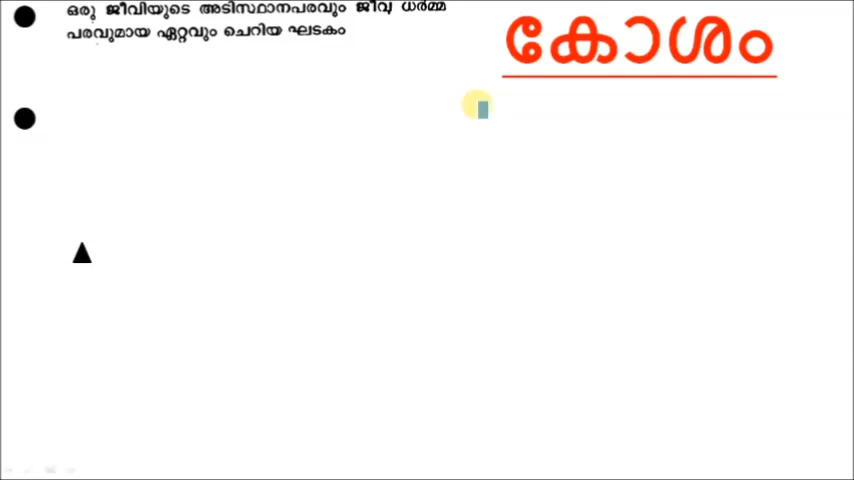 ഒരു ജീവിയുടെ അടിസ്ഥാനപരവും ജീവു ധർമ്മ
പരവുമായ ഏറ്റവും ചെറിയ ഘടകം
കോശം